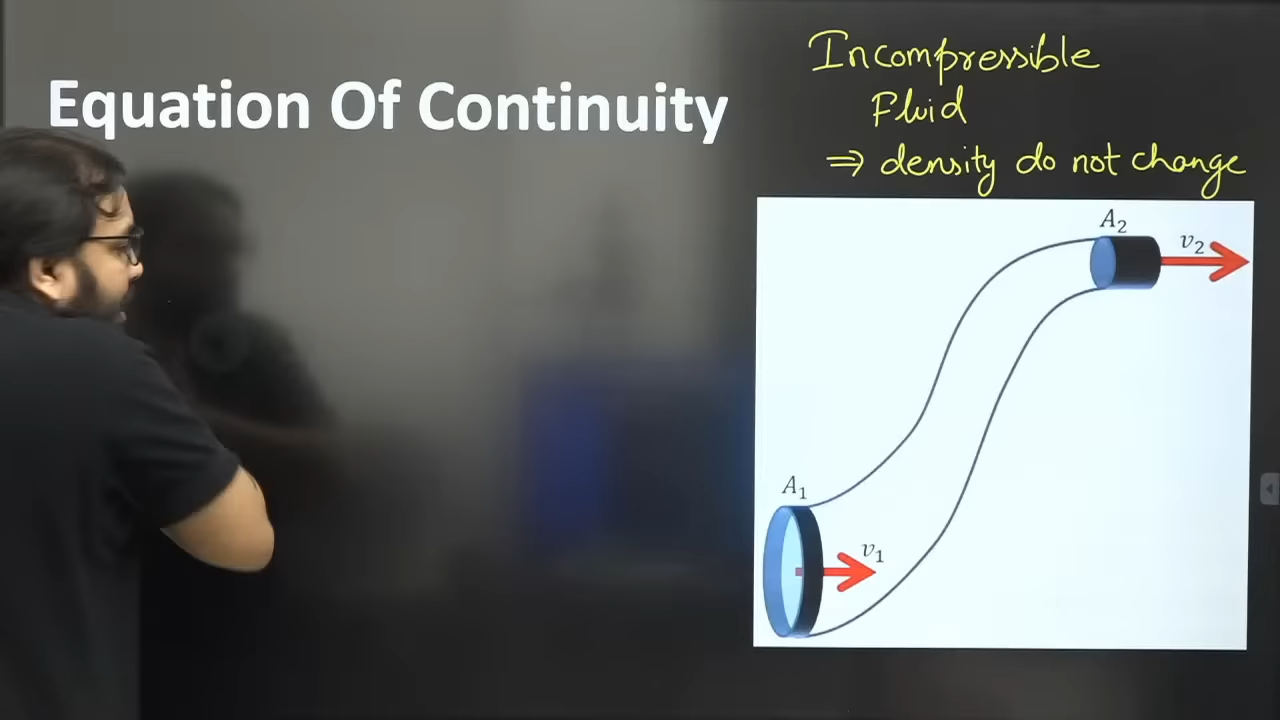 Equation Of Continuity
Incompressible
Fluid
⇒ density do not change
A₂
v₂
A₁
v₁